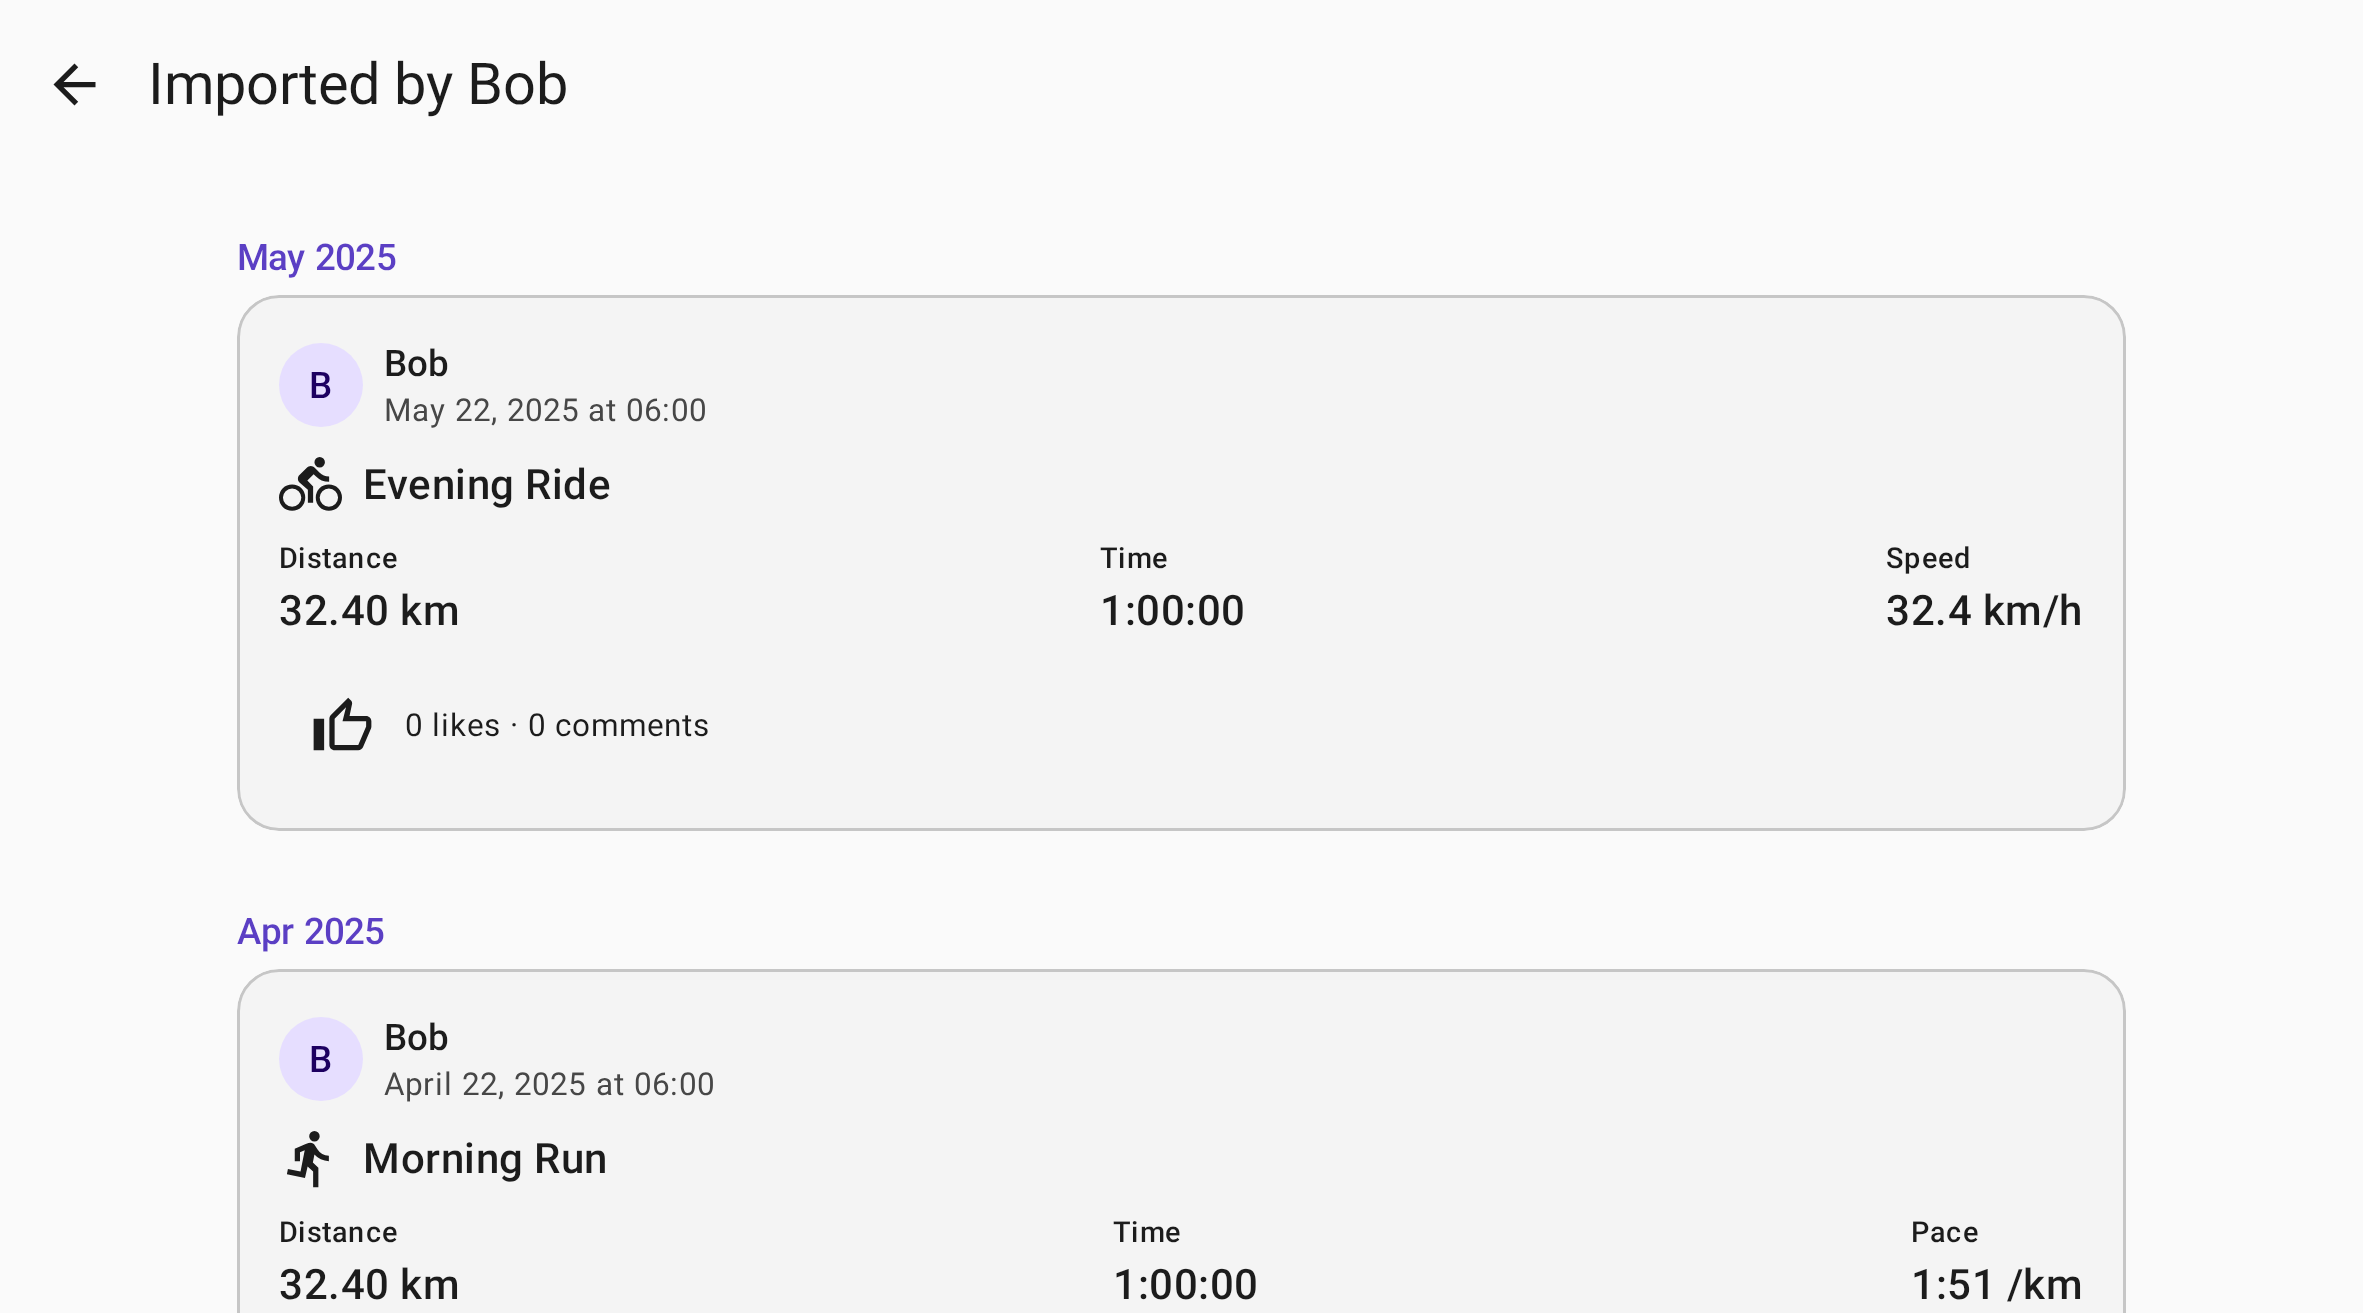 Imported by Bob
May 2025
B
Bob
May 22, 2025 at 06:00
Evening Ride
Distance Time Speed
32.40 km 1:00:00 32.4 km/h
0 likes · 0 comments
Apr 2025
B
Bob
April 22, 2025 at 06:00
Morning Run
Distance Time Pace
32.40 km 1:00:00 1:51 /km